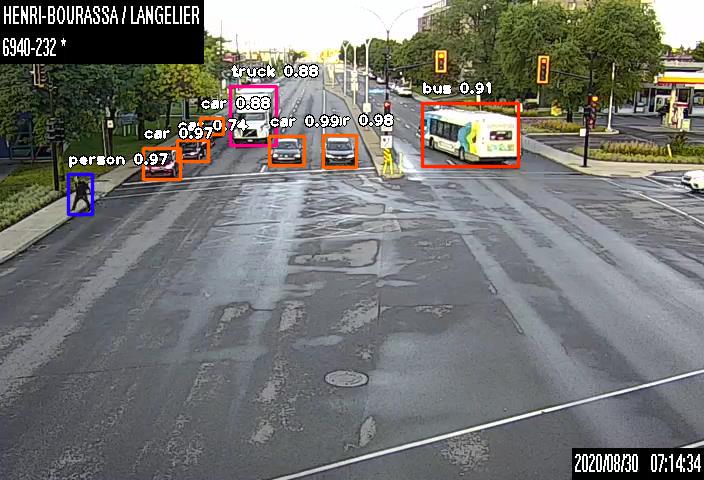 HENRI-BOURASSA / LANGELIER
6940-232 *
truck 0.88
bus 0.91
car 0.88
car 0.74
car 0.99
r 0.98
car 0.97
person 0.97
2020/08/30 07:14:34